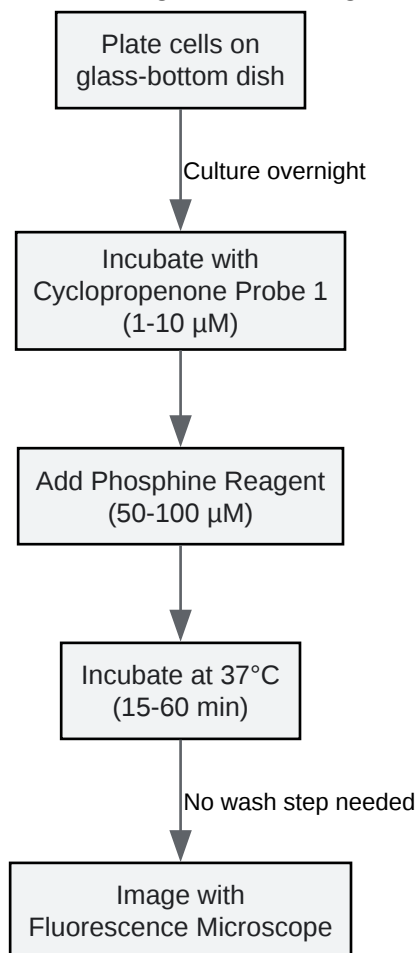 Plate cells on
glass-bottom dish
Culture overnight
Incubate with
Cyclopropenone Probe 1
(1-10 µM)
Add Phosphine Reagent
(50-100 µM)
Incubate at 37°C
(15-60 min)
No wash step needed
Image with
Fluorescence Microscope